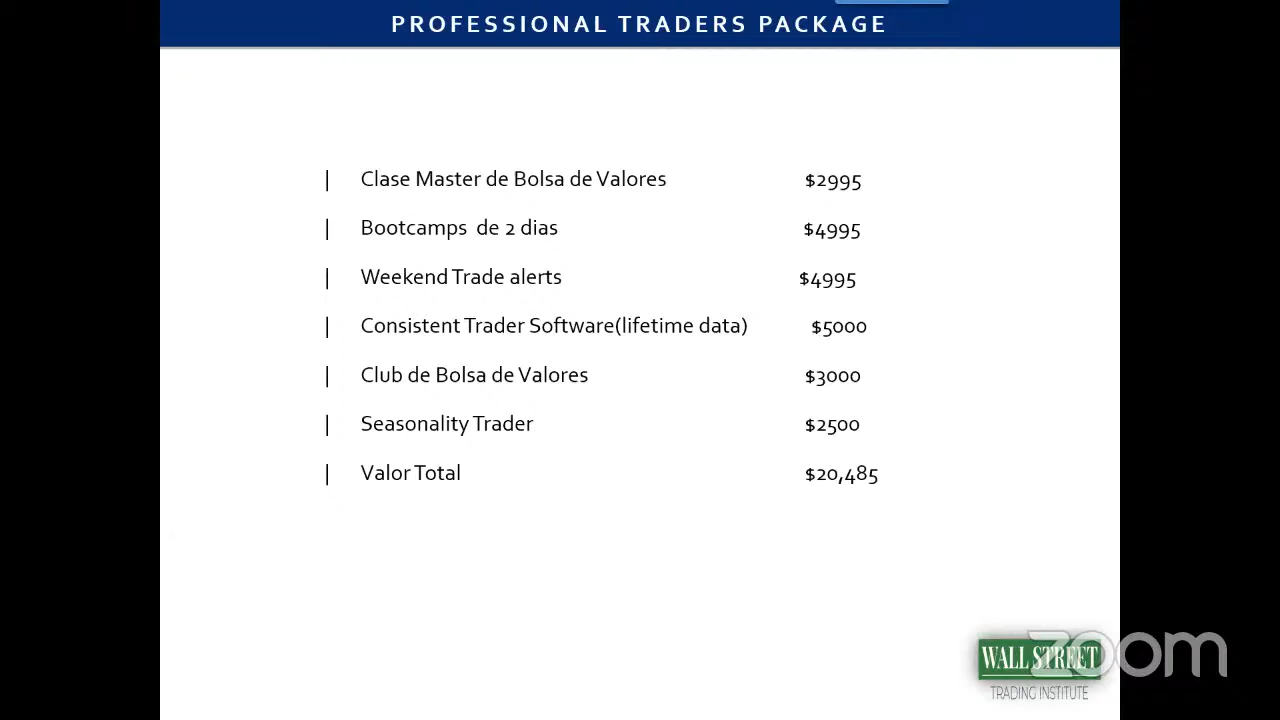 PROFESSIONAL TRADERS PACKAGE
| Clase Master de Bolsa de Valores $2995
| Bootcamps de 2 dias $4995
| Weekend Trade alerts $4995
| Consistent Trader Software(lifetime data) $5000
| Club de Bolsa de Valores $3000
| Seasonality Trader $2500
| Valor Total $20,485
WALL STREET
zoom
TRADING INSTITUTE